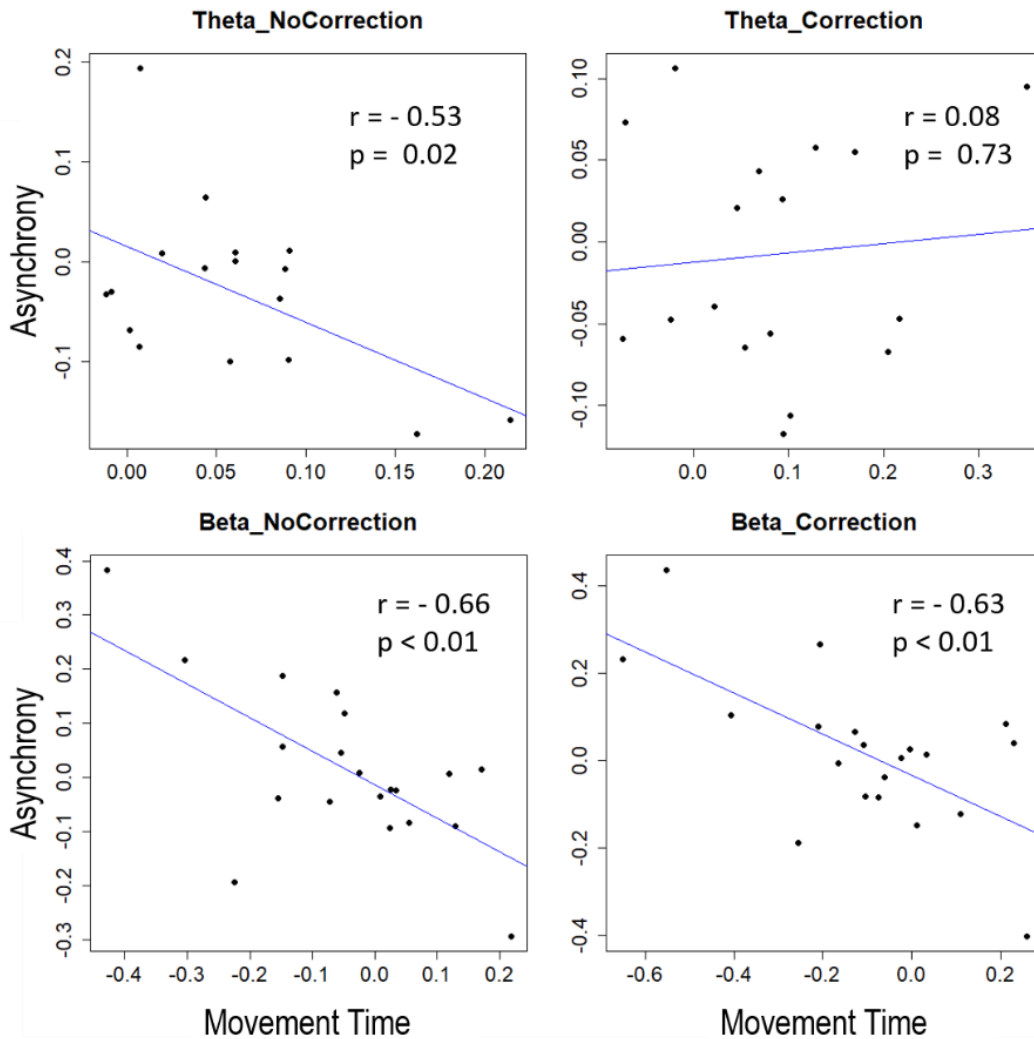 Theta_NoCorrection
Theta_Correction
r = - 0.53
p = 0.02
r = 0.08
p = 0.73
Asynchrony
0.2
0.1
0.0
-0.1
0.10
0.05
0.00
-0.05
-0.10
0.00 0.05 0.10 0.15 0.20
0.0 0.1 0.2 0.3
Beta_NoCorrection
Beta_Correction
r = - 0.66
p < 0.01
r = - 0.63
p < 0.01
Asynchrony
0.4
0.3
0.2
0.1
0.0
-0.1
-0.2
-0.3
0.4
0.2
0.0
-0.2
-0.4
-0.4 -0.3 -0.2 -0.1 0.0 0.1 0.2
-0.6 -0.4 -0.2 0.0 0.2
Movement Time
Movement Time